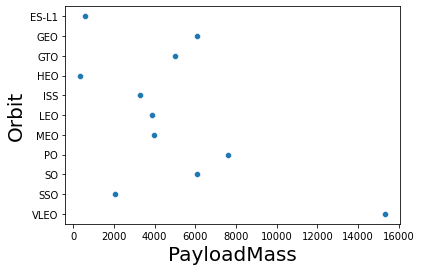 Orbit
ES-L1
GEO
GTO
HEO
ISS
LEO
MEO
PO
SO
SSO
VLEO
0 2000 4000 6000 8000 10000 12000 14000 16000
PayloadMass